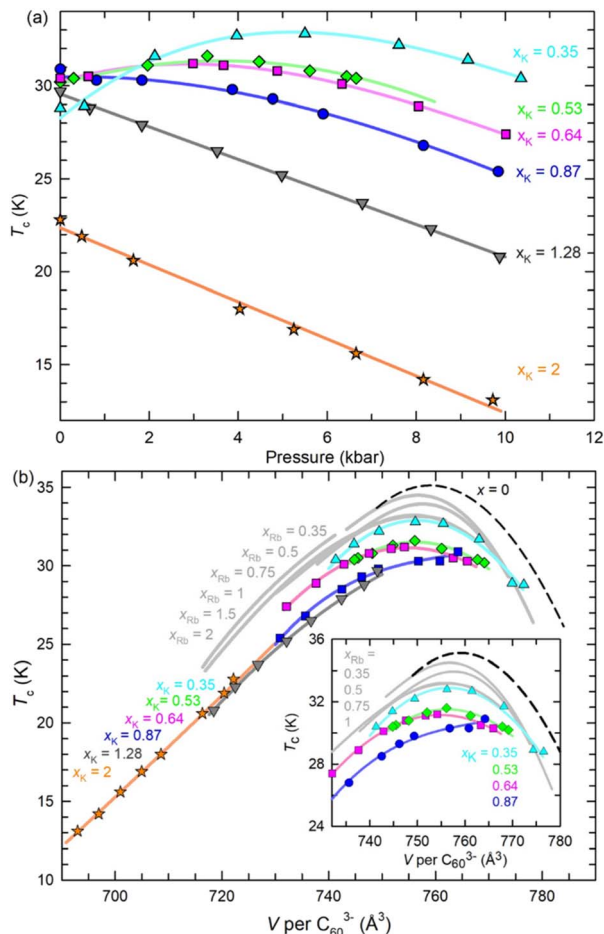 (a)
x_K = 0.35
x_K = 0.53
x_K = 0.64
x_K = 0.87
x_K = 1.28
x_K = 2
30
25
20
15
T_c (K)
0 2 4 6 8 10 12
Pressure (kbar)
(b)
35
30
25
20
15
10
T_c (K)
x = 0
x_Rb = 0.35
x_Rb = 0.5
x_Rb = 0.75
x_Rb = 1
x_Rb = 1.5
x_Rb = 2
x_K = 0.35
x_K = 0.53
x_K = 0.64
x_K = 0.87
x_K = 1.28
x_K = 2
36
32
28
24
T_c (K)
x_Rb =
0.35
0.5
0.75
1
x_K = 0.35
0.53
0.64
0.87
740 750 760 770 780
V per C_60^3- (Å^3)
700 720 740 760 780
V per C_60^3- (Å^3)